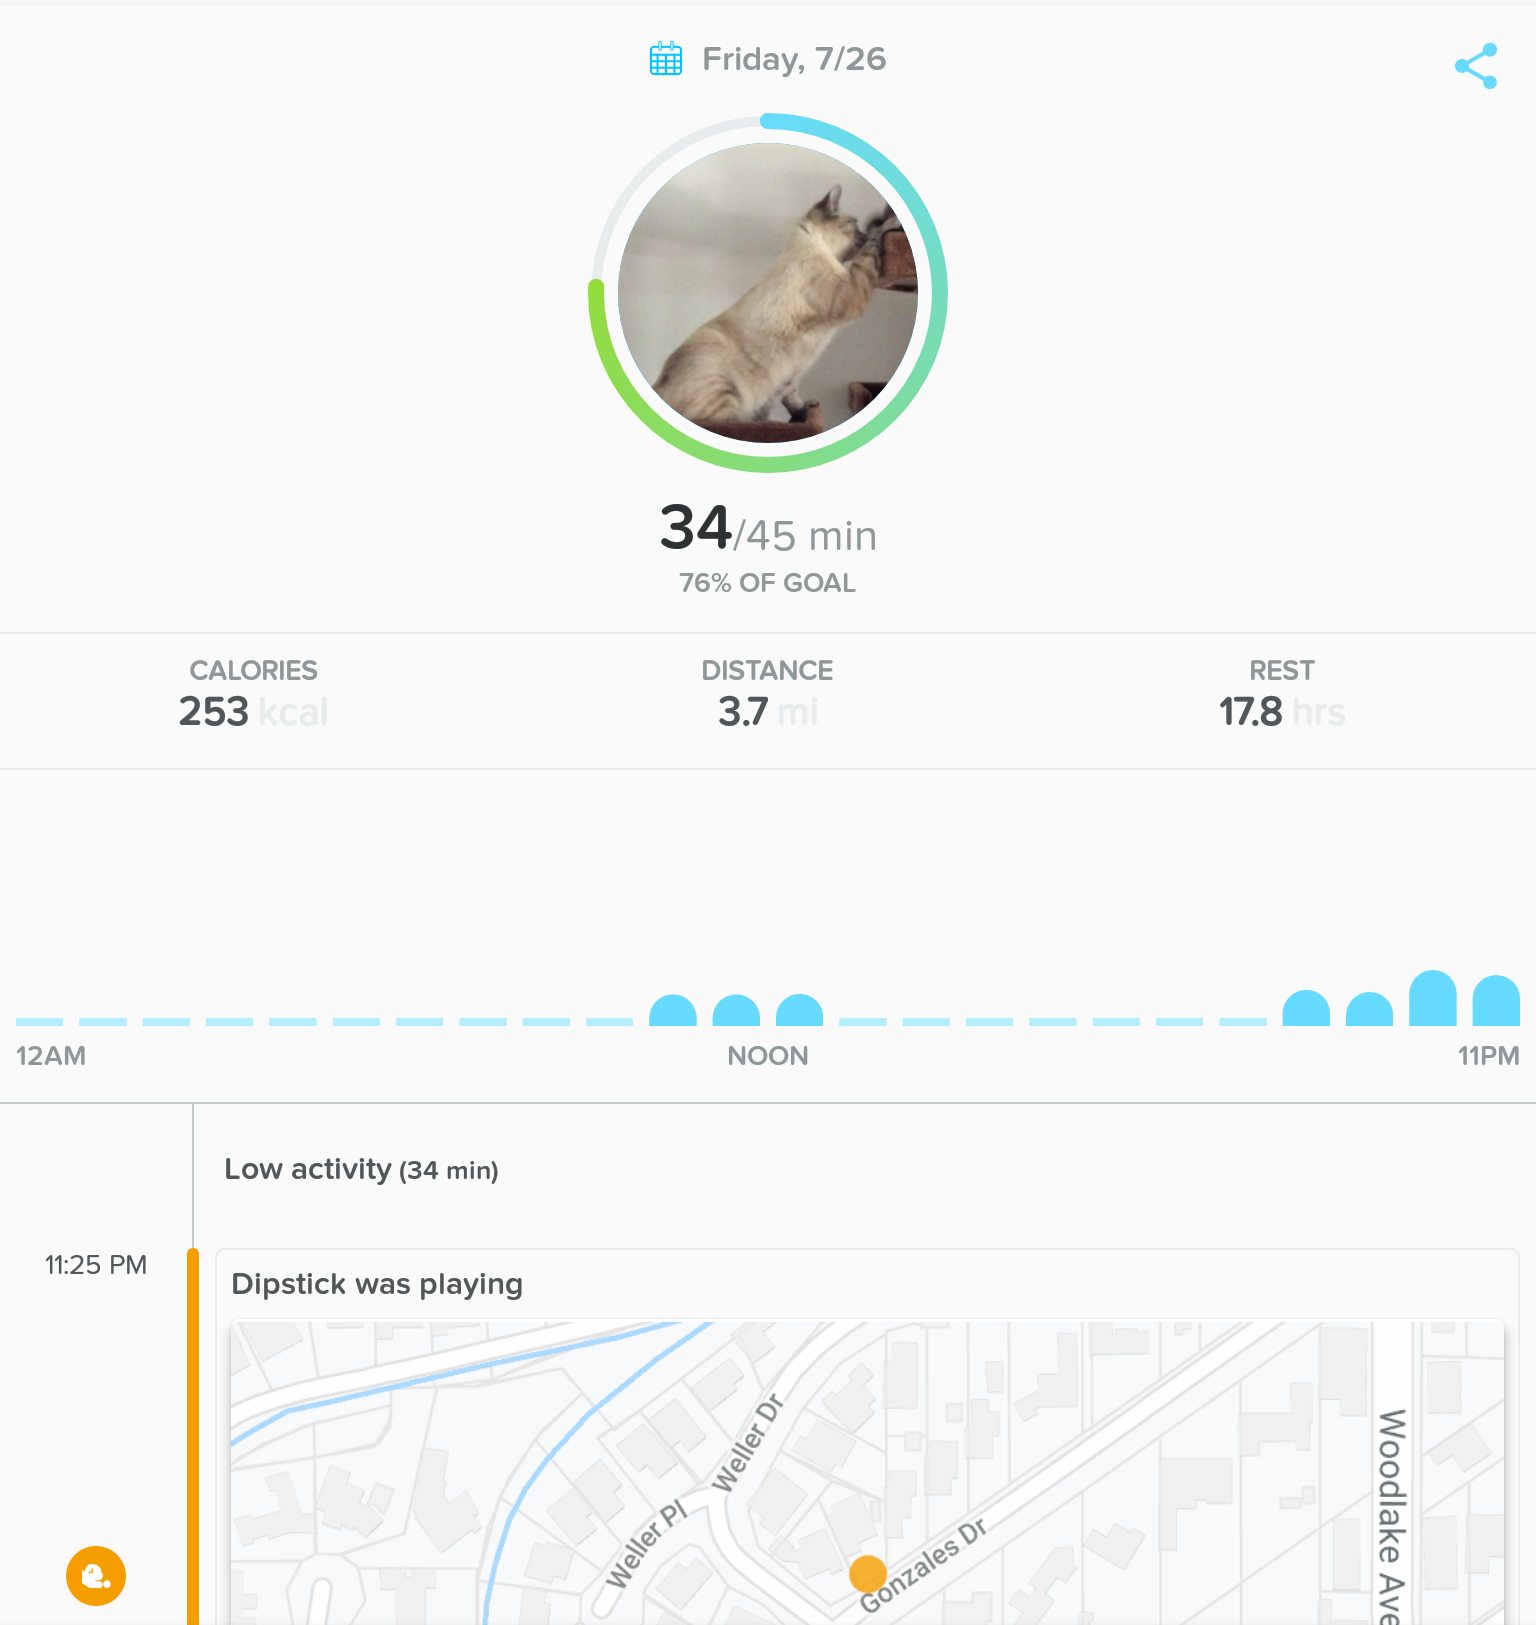 Friday, 7/26
34/45 min
76% OF GOAL
CALORIES
253 kcal
DISTANCE
3.7 mi
REST
17.8 hrs
12AM
NOON
11PM
Low activity (34 min)
11:25 PM
Dipstick was playing
Weller Dr
Weller Pl
Gonzales Dr
Woodlake Ave